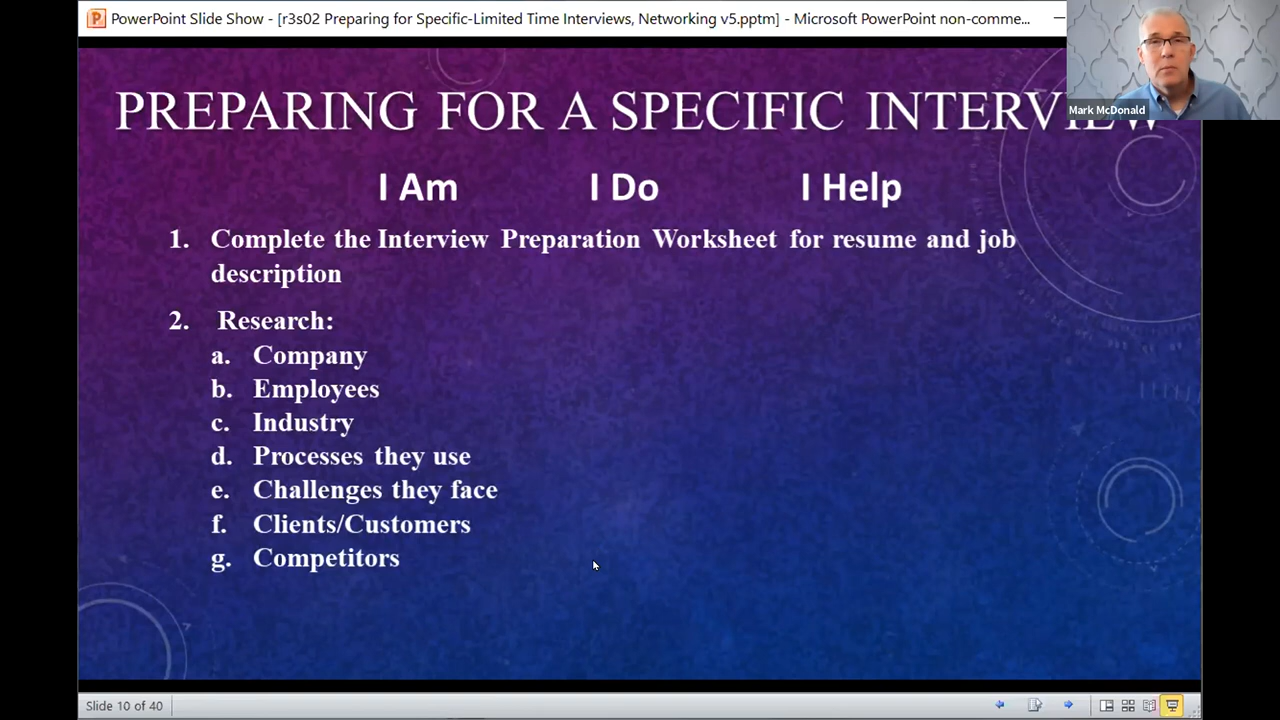 PowerPoint Slide Show - [r3s02 Preparing for Specific-Limited Time Interviews, Networking v5.pptm] - Microsoft PowerPoint non-comme...
Mark McDonald
PREPARING FOR A SPECIFIC INTERVIEW
I Am I Do I Help
1. Complete the Interview Preparation Worksheet for resume and job
description
2. Research:
a. Company
b. Employees
c. Industry
d. Processes they use
e. Challenges they face
f. Clients/Customers
g. Competitors
Slide 10 of 40